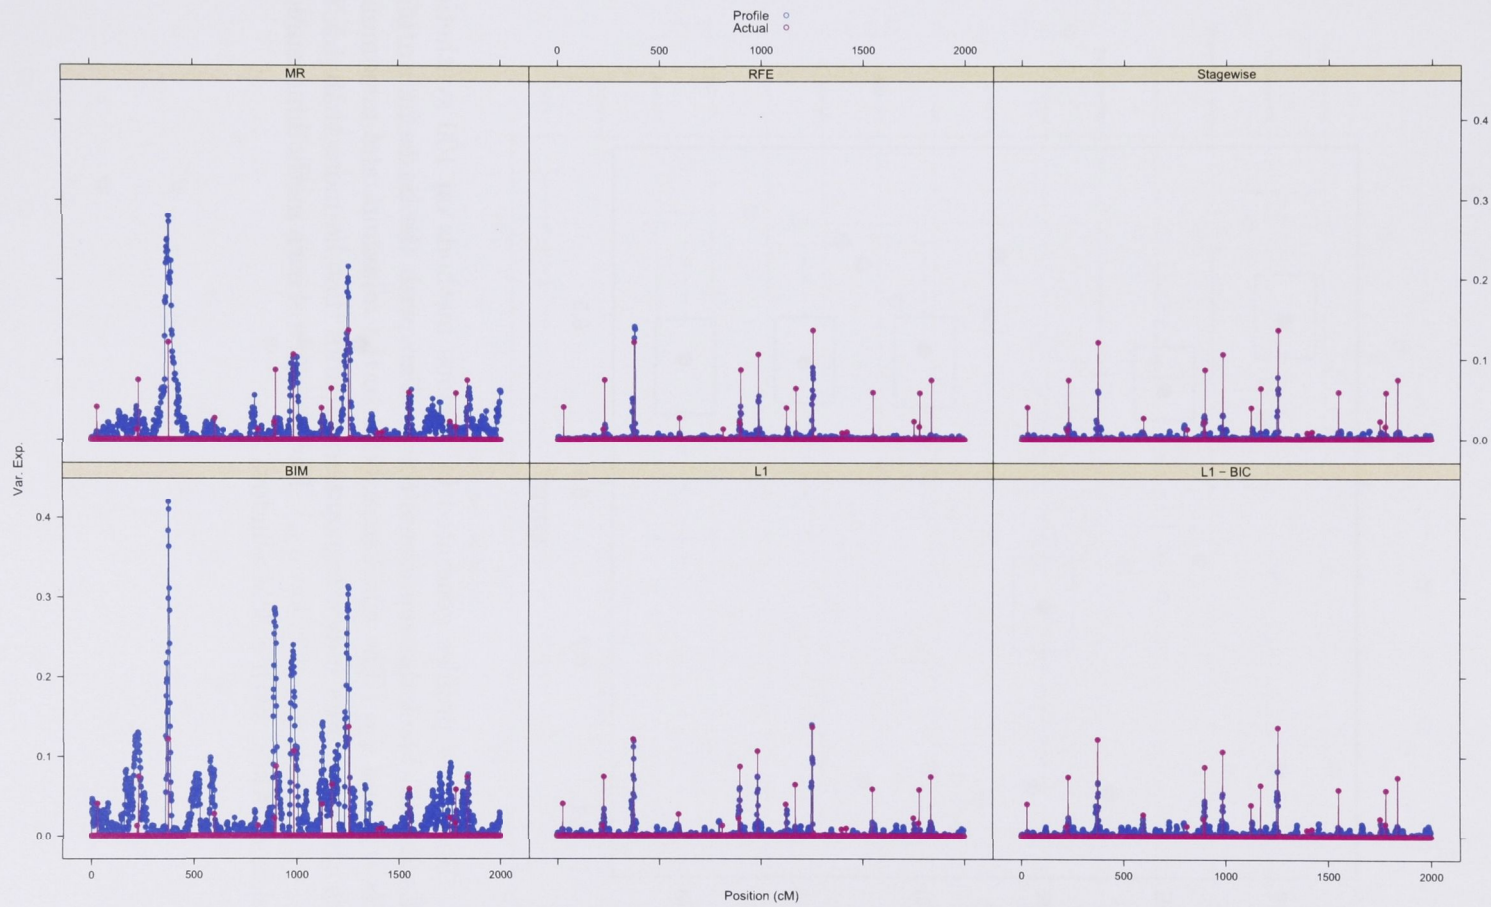 Profile
Actual
0 500 1000 1500 2000
MR RFE Stagewise
0.4
0.3
0.2
0.1
0.0
Var. Exp.
BIM L1 L1 − BIC
0.4
0.3
0.2
0.1
0.0
0 500 1000 1500 2000 0 500 1000 1500 2000
Position (cM)